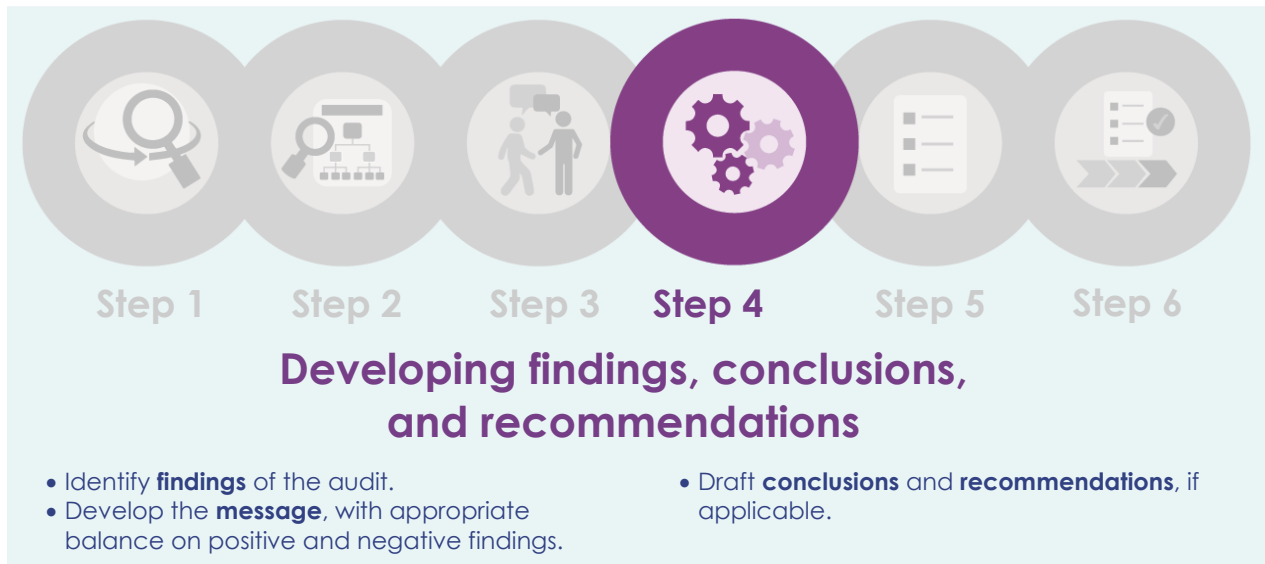 Step 1
Step 2
Step 3
Step 4
Step 5
Step 6
Developing findings, conclusions,
and recommendations
• Identify findings of the audit.
• Develop the message, with appropriate
balance on positive and negative findings.
• Draft conclusions and recommendations, if
applicable.